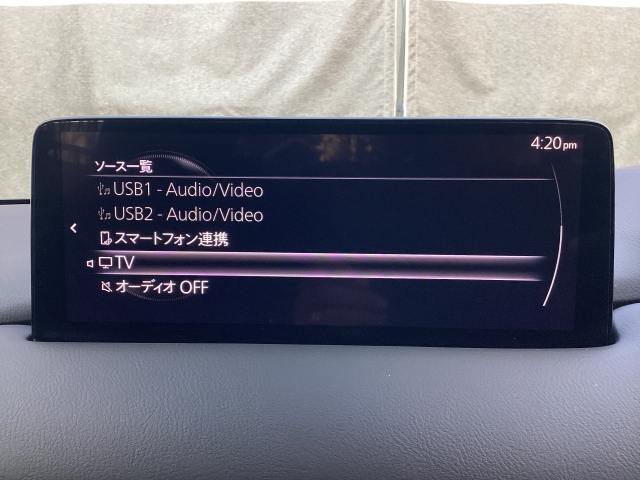 4:20pm
ソース一覧
USB1 - Audio/Video
USB2 - Audio/Video
スマートフォン連携
TV
オーディオ OFF